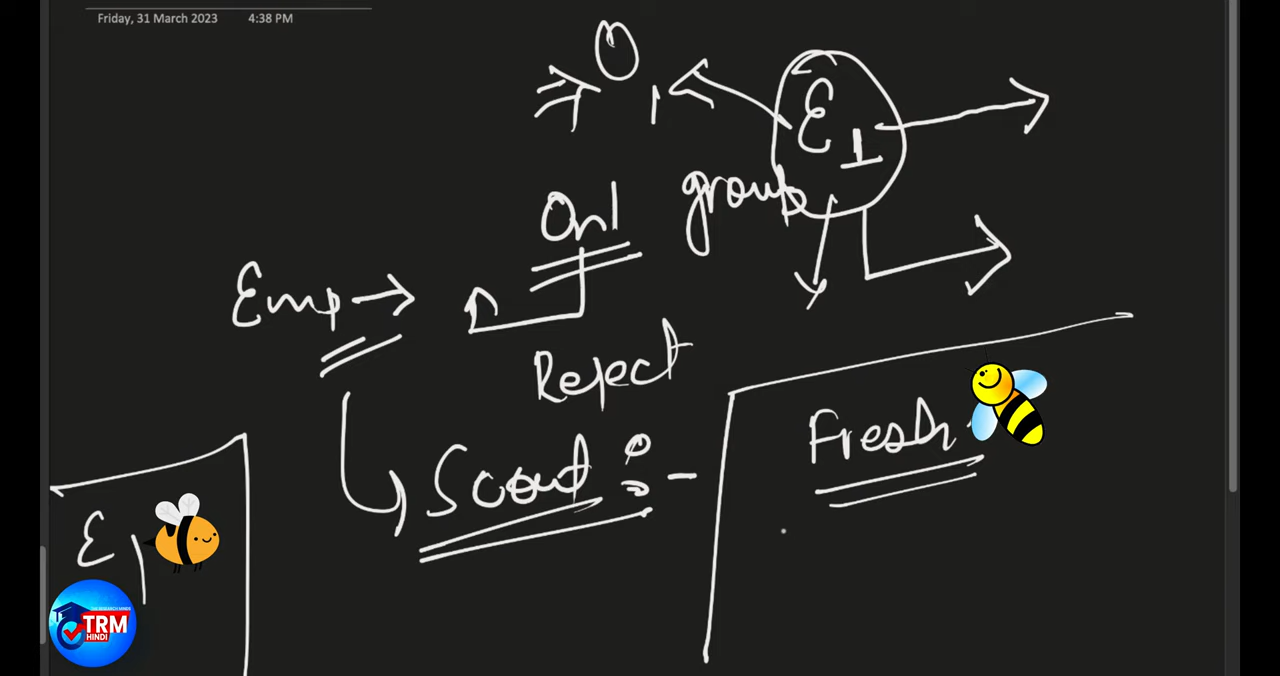 Friday, 31 March 2023 4:38 PM
O1
E1
group
Onl
Emp →
Reject
Scout :-
Fresh
E1
TRM
HINDI